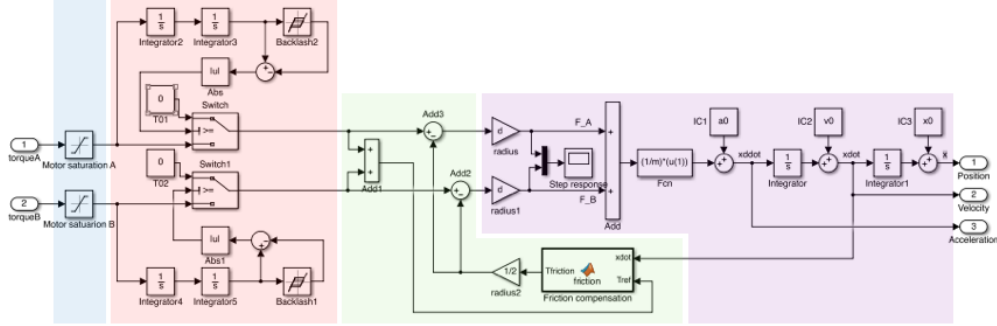 1
s
Integrator2
1
s
Integrator3
Backlash2
|u|
Abs
0
T01
Switch
>=
1
torqueA
Motor saturation A
0
T02
Switch1
>=
2
torqueB
Motor satuarion B
|u|
Abs1
1
s
Integrator4
1
s
Integrator5
Backlash1
Add3
Add1
Add2
d
radius
d
radius1
F_A
Step response
F_B
Add
(1/m)*(u(1))
Fcn
IC1
a0
xddot
1
s
Integrator
IC2
v0
xdot
1
s
Integrator1
IC3
x0
x
1
Position
2
Velocity
3
Acceleration
1/2
radius2
Tfriction
friction
xdot
Tref
Friction compensation